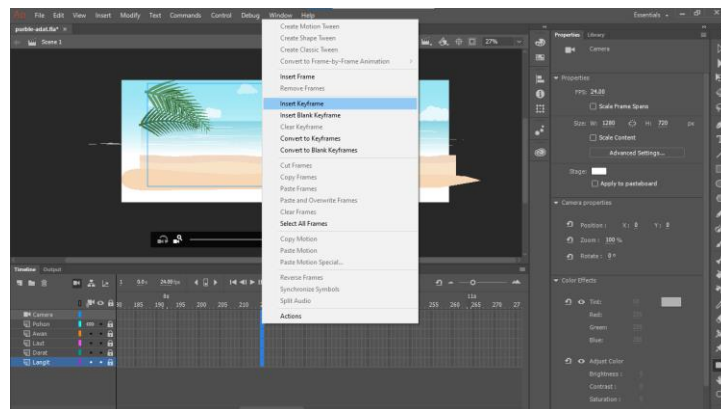 An File Edit View Insert Modify Text Commands Control Debug Window Help
Essentials
puzzle-adat.fla* ×
Scene 1
27%
Create Motion Tween
Create Shape Tween
Create Classic Tween
Convert to Frame-by-Frame Animation
Insert Frame
Remove Frames
Insert Keyframe
Insert Blank Keyframe
Clear Keyframe
Convert to Keyframes
Convert to Blank Keyframes
Cut Frames
Copy Frames
Paste Frames
Paste and Overwrite Frames
Clear Frames
Select All Frames
Copy Motion
Paste Motion
Paste Motion Special...
Reverse Frames
Synchronize Symbols
Split Audio
Actions
Properties Library
Camera
Properties
FPS: 24.00
Scale Frame Spans
Size: W: 1280 H: 720 px
Scale Content
Advanced Settings...
Stage:
Apply to pasteboard
Camera properties
Position : X: 0 Y: 0
Zoom : 100 %
Rotate : 0 °
Color Effects
Tint:
Red:
Green:
Blue:
Adjust Color
Brightness :
Contrast :
Saturation :
Timeline Output
24.00 fps
8s 11s
185 190 195 200 205 210 255 260 265 270 27
Camera
Pohon
Awan
Laut
Darat
Langit